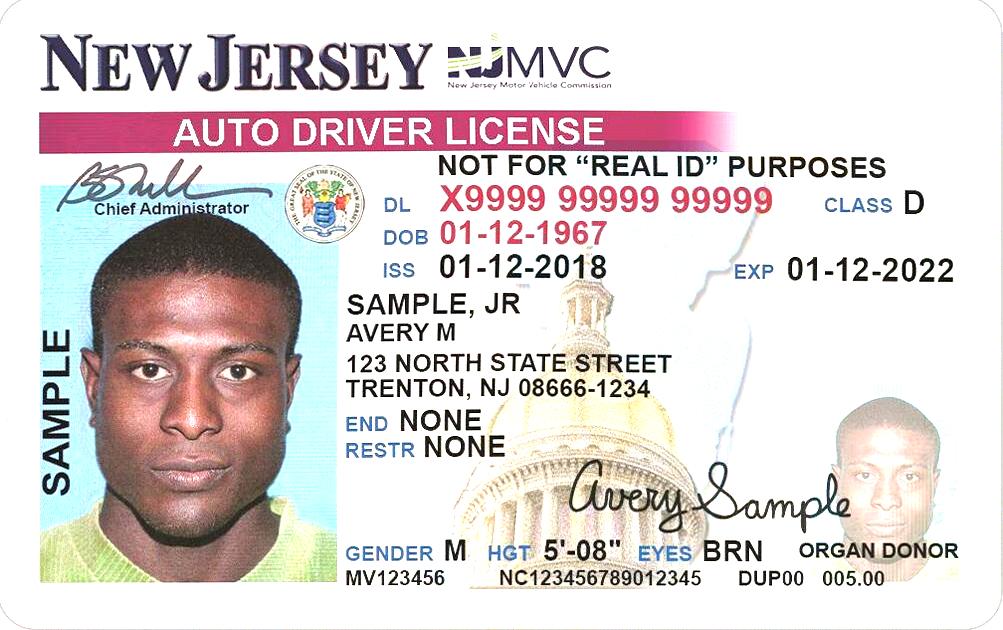 NEW JERSEY NJMVC
New Jersey Motor Vehicle Commission
AUTO DRIVER LICENSE
NOT FOR “REAL ID” PURPOSES
Chief Administrator
THE GREAT SEAL OF THE STATE OF NEW JERSEY
DL X9999 99999 99999 CLASS D
DOB 01-12-1967
ISS 01-12-2018 EXP 01-12-2022
SAMPLE
SAMPLE, JR
AVERY M
123 NORTH STATE STREET
TRENTON, NJ 08666-1234
END NONE
RESTR NONE
Avery Sample
GENDER M HGT 5'-08" EYES BRN ORGAN DONOR
MV123456 NC123456789012345 DUP00 005.00